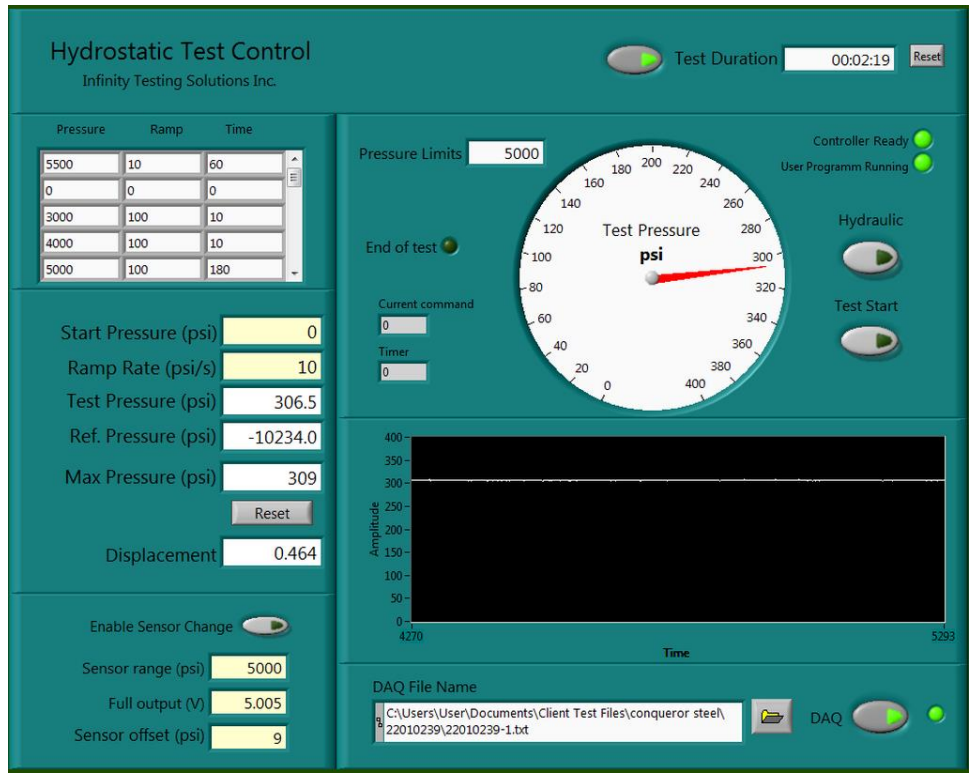 Hydrostatic Test Control
Infinity Testing Solutions Inc.
Test Duration 00:02:19 Reset
Pressure Ramp Time
5500 10 60
0 0 0
3000 100 10
4000 100 10
5000 100 180
Start Pressure (psi) 0
Ramp Rate (psi/s) 10
Test Pressure (psi) 306.5
Ref. Pressure (psi) -10234.0
Max Pressure (psi) 309
Reset
Displacement 0.464
Enable Sensor Change
Sensor range (psi) 5000
Full output (V) 5.005
Sensor offset (psi) 9
Pressure Limits 5000
End of test
Current command
0
Timer
0
Test Pressure
psi
0
20
40
60
80
100
120
140
160
180
200
220
240
260
280
300
320
340
360
380
400
Controller Ready
User Programm Running
Hydraulic
Test Start
400
350
300
250
200
150
100
50
0
Amplitude
4270 5293
Time
DAQ File Name
C:\Users\User\Documents\Client Test Files\conqueror steel\
22010239\22010239-1.txt
DAQ